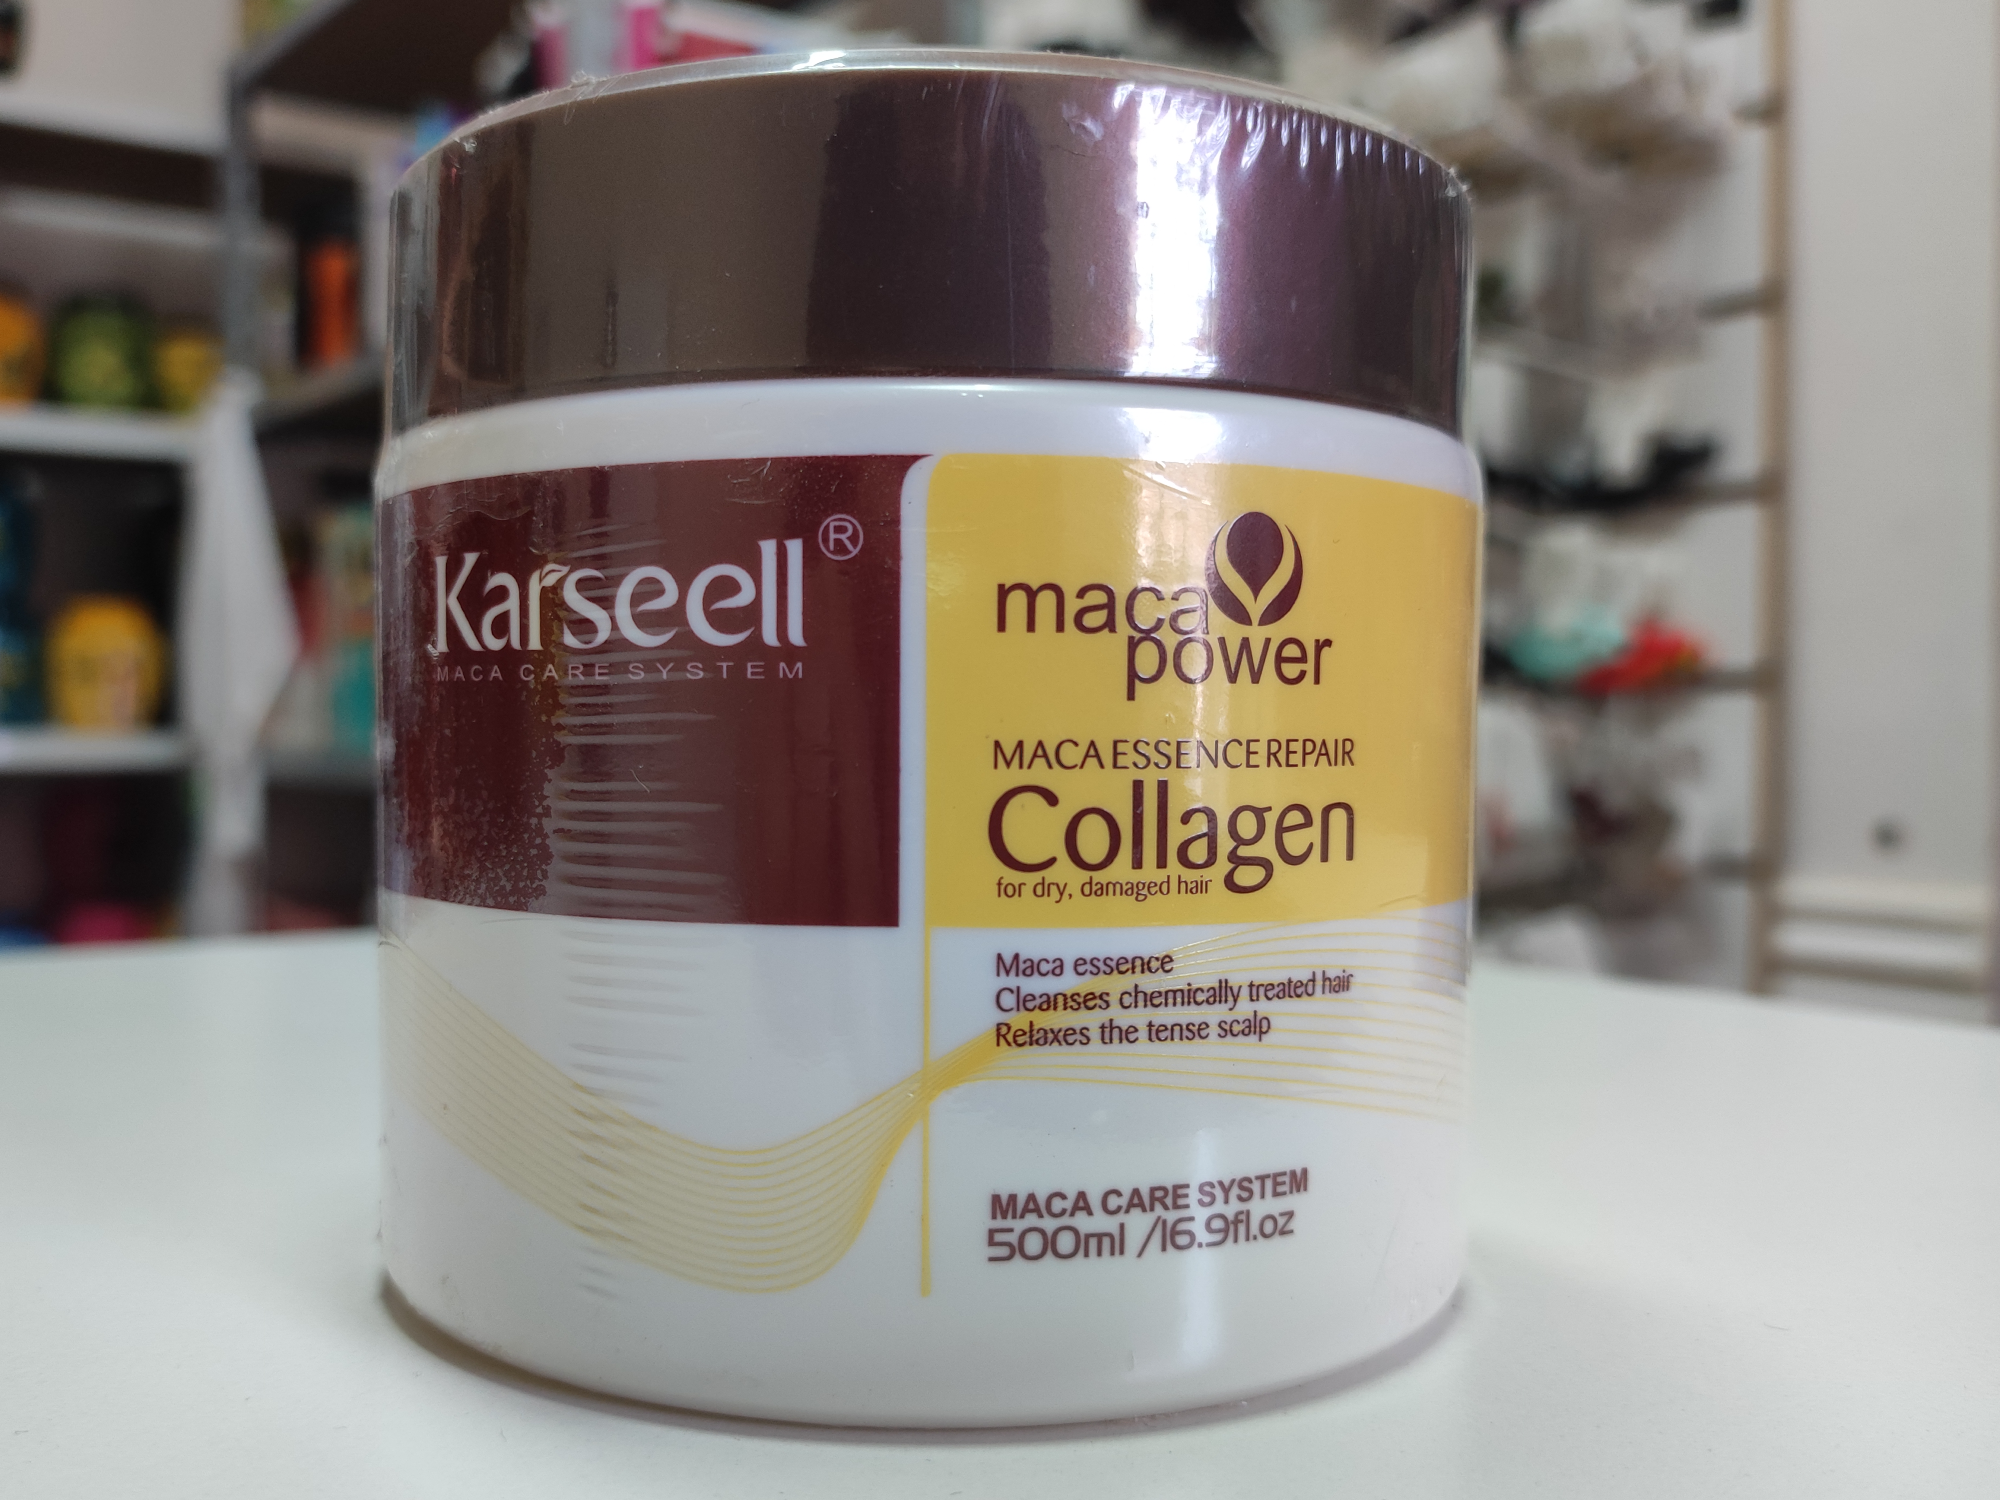 Karseell®
MACA CARE SYSTEM
maca
power
MACA ESSENCE REPAIR
Collagen
for dry, damaged hair
Maca essence
Cleanses chemically treated hair
Relaxes the tense scalp
MACA CARE SYSTEM
500ml /16.9fl.oz